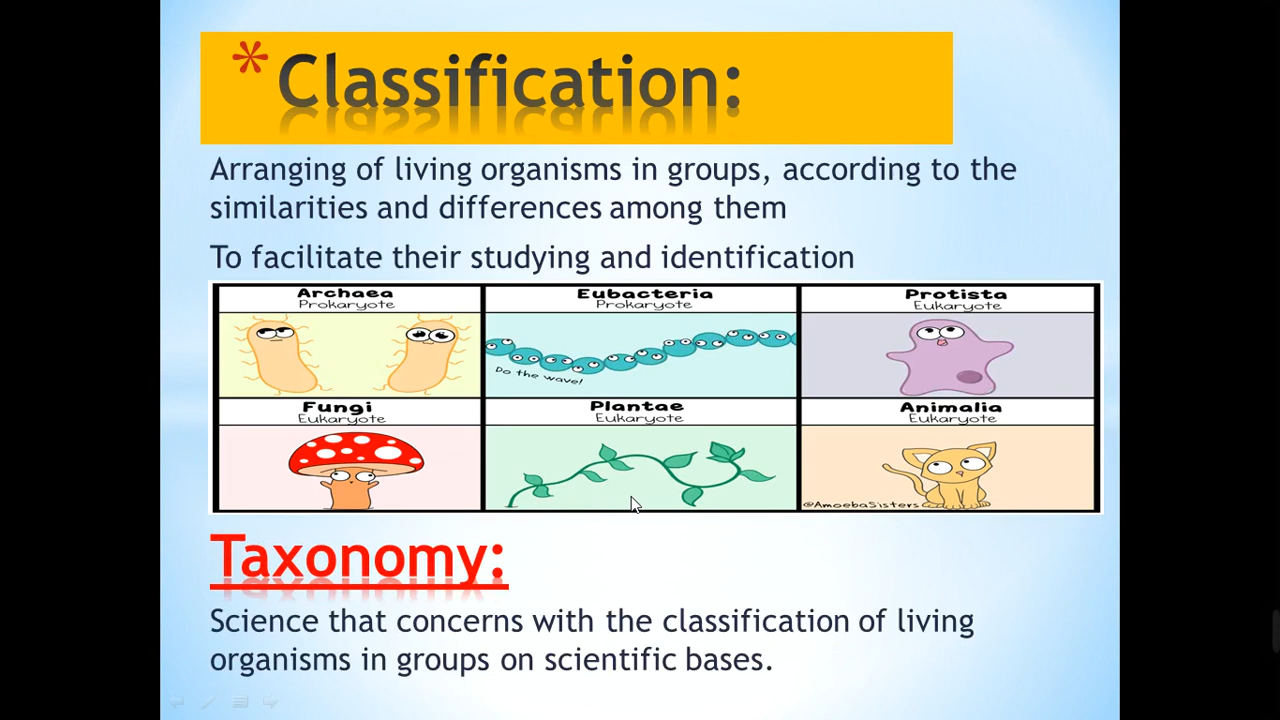 * Classification:
Arranging of living organisms in groups, according to the
similarities and differences among them
To facilitate their studying and identification
Archaea
Prokaryote
Eubacteria
Prokaryote
Do the wave!
Protista
Eukaryote
Fungi
Eukaryote
Plantae
Eukaryote
Animalia
Eukaryote
@AmoebaSisters
Taxonomy:
Science that concerns with the classification of living
organisms in groups on scientific bases.